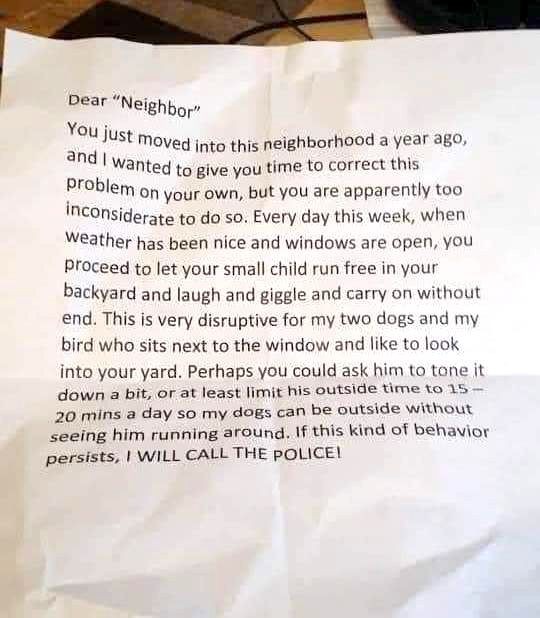 Dear “Neighbor”
You just moved into this neighborhood a year ago,
and I wanted to give you time to correct this
problem on your own, but you are apparently too
inconsiderate to do so. Every day this week, when
weather has been nice and windows are open, you
proceed to let your small child run free in your
backyard and laugh and giggle and carry on without
end. This is very disruptive for my two dogs and my
bird who sits next to the window and like to look
into your yard. Perhaps you could ask him to tone it
down a bit, or at least limit his outside time to 15 –
20 mins a day so my dogs can be outside without
seeing him running around. If this kind of behavior
persists, I WILL CALL THE POLICE!